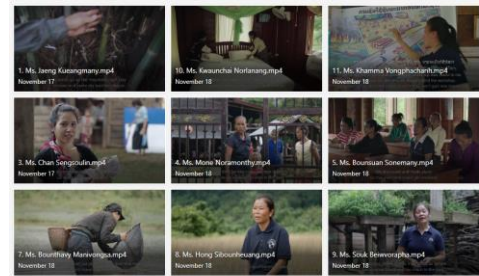 1. Ms. Jaeng Kueangmany.mp4
November 17
10. Ms. Kwaunchai Norlanang.mp4
November 18
11. Ms. Khamma Vongphachanh.mp4
November 18
3. Ms. Chan Sengsoulin.mp4
November 17
4. Ms. Mone Noramonthy.mp4
November 18
5. Ms. Bounsuan Sonemany.mp4
November 18
7. Ms. Bounthavy Manivongsa.mp4
November 18
8. Ms. Hong Sibounheuang.mp4
November 18
9. Ms. Souk Beiwvorapha.mp4
November 18